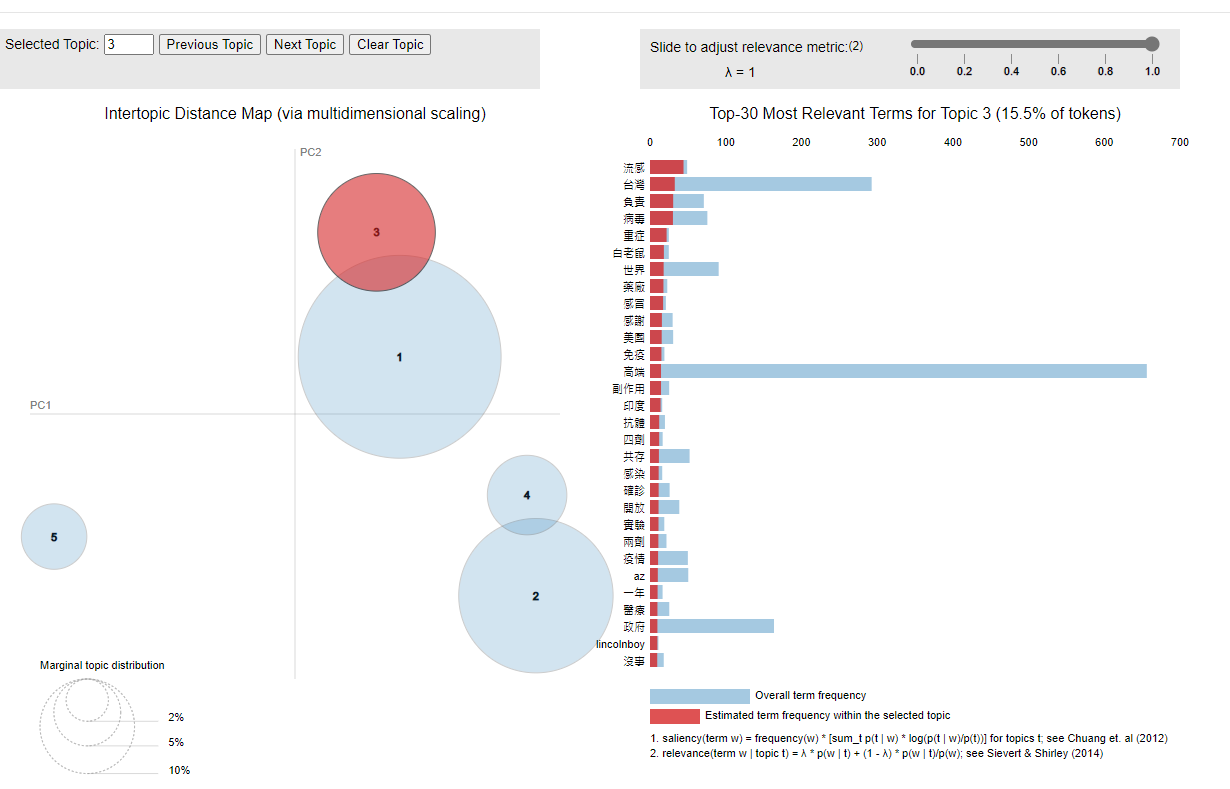 Selected Topic: 3 Previous Topic Next Topic Clear Topic
Slide to adjust relevance metric:(2)
λ = 1
0.0 0.2 0.4 0.6 0.8 1.0
Intertopic Distance Map (via multidimensional scaling)
PC2
PC1
3
1
4
5
2
Marginal topic distribution
2%
5%
10%
Top-30 Most Relevant Terms for Topic 3 (15.5% of tokens)
0 100 200 300 400 500 600 700
流感
台灣
負責
病毒
重症
白老鼠
世界
藥廠
感冒
感謝
美國
免疫
高端
副作用
印度
抗體
四劑
共存
感染
確診
開放
實驗
兩劑
疫情
az
一年
醫療
政府
lincolnboy
沒事
Overall term frequency
Estimated term frequency within the selected topic
1. saliency(term w) = frequency(w) * [sum_t p(t | w) * log(p(t | w)/p(t))] for topics t; see Chuang et. al (2012)
2. relevance(term w | topic t) = λ * p(w | t) + (1 - λ) * p(w | t)/p(w); see Sievert & Shirley (2014)